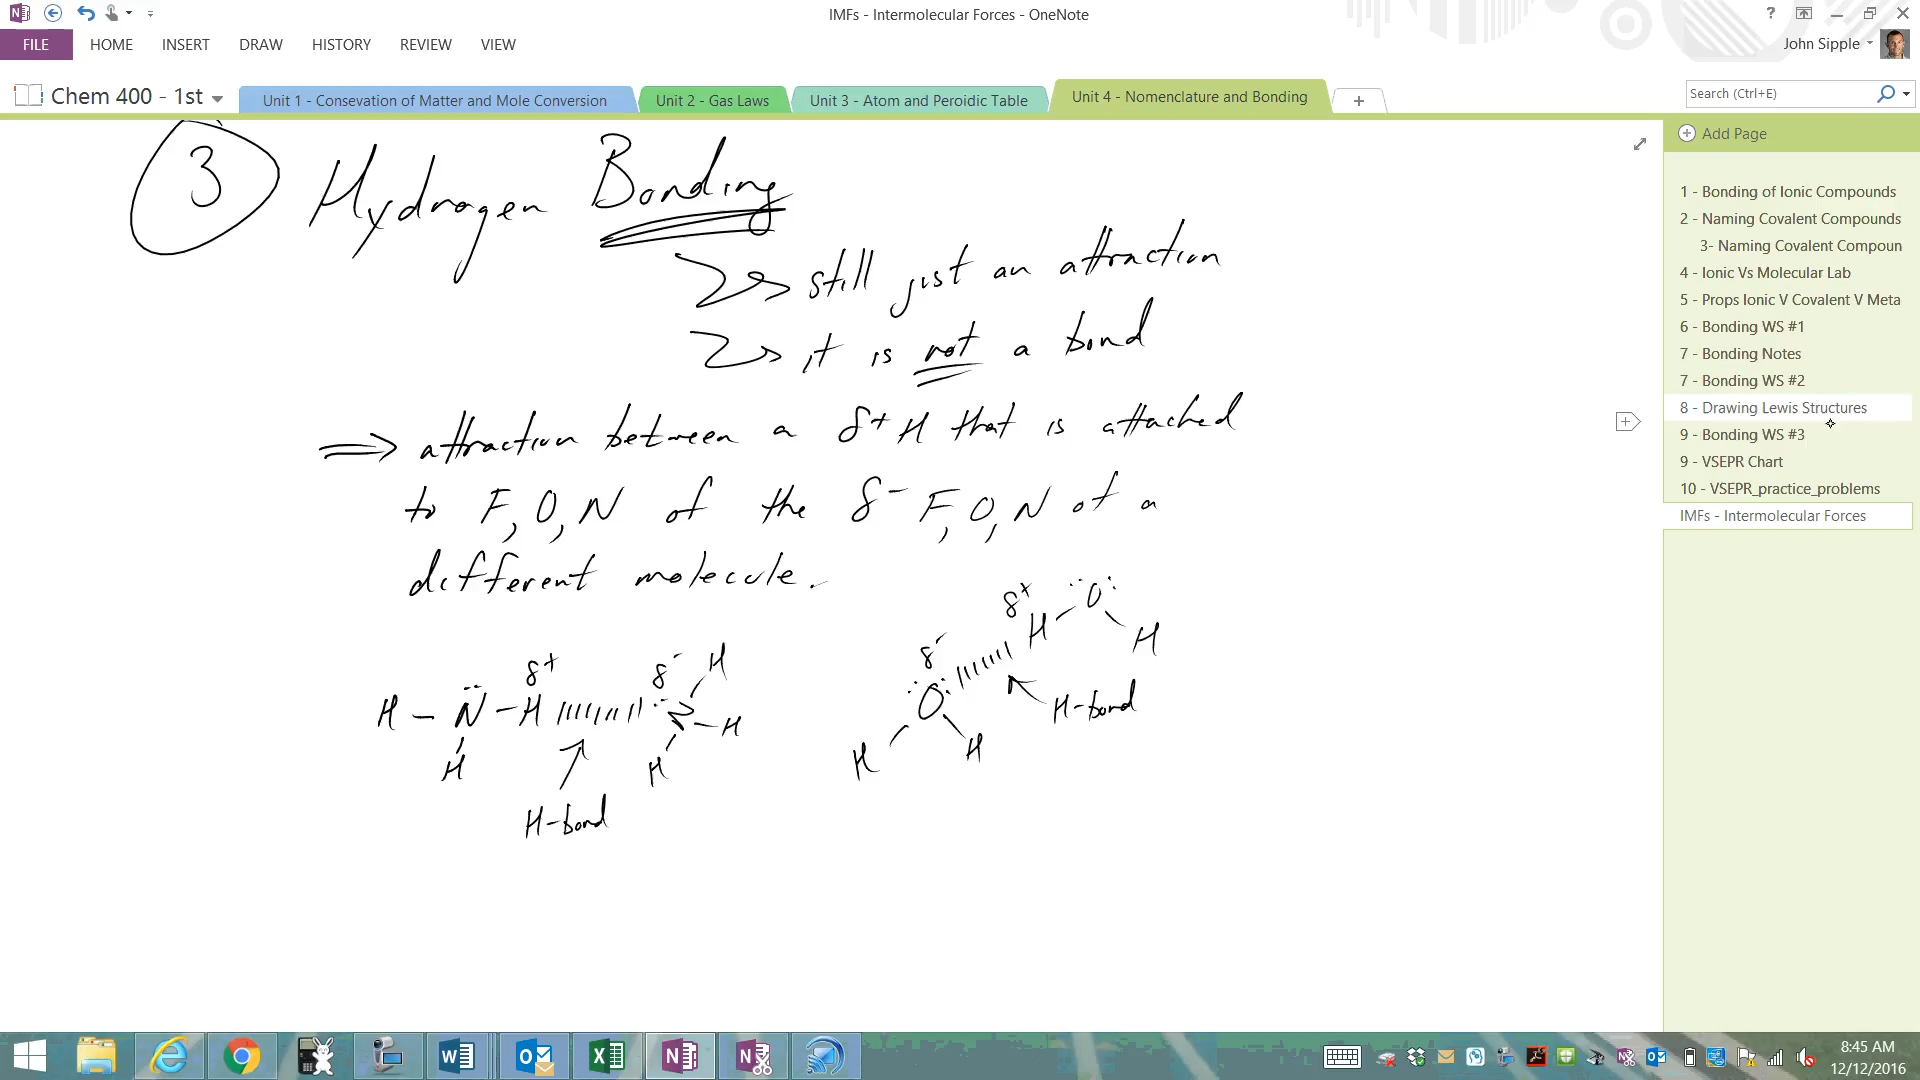 IMFs - Intermolecular Forces - OneNote
?
FILE HOME INSERT DRAW HISTORY REVIEW VIEW
John Sipple
Chem 400 - 1st
Unit 1 - Consevation of Matter and Mole Conversion
Unit 2 - Gas Laws
Unit 3 - Atom and Peroidic Table
Unit 4 - Nomenclature and Bonding
+
Search (Ctrl+E)
Add Page
1 - Bonding of Ionic Compounds
2 - Naming Covalent Compounds
3- Naming Covalent Compoun
4 - Ionic Vs Molecular Lab
5 - Props Ionic V Covalent V Meta
6 - Bonding WS #1
7 - Bonding Notes
7 - Bonding WS #2
8 - Drawing Lewis Structures
9 - Bonding WS #3
9 - VSEPR Chart
10 - VSEPR_practice_problems
IMFs - Intermolecular Forces
3 Hydrogen Bonding
still just an attraction
it is not a bond
⇒ attraction between a δ+ H that is attached
to F, O, N of the δ- F, O, N of a
different molecule.
δ+ δ- H
H - N - H N - H
H H
H-bond
δ+ H O H
δ- O
H H
H-bond
8:45 AM
12/12/2016